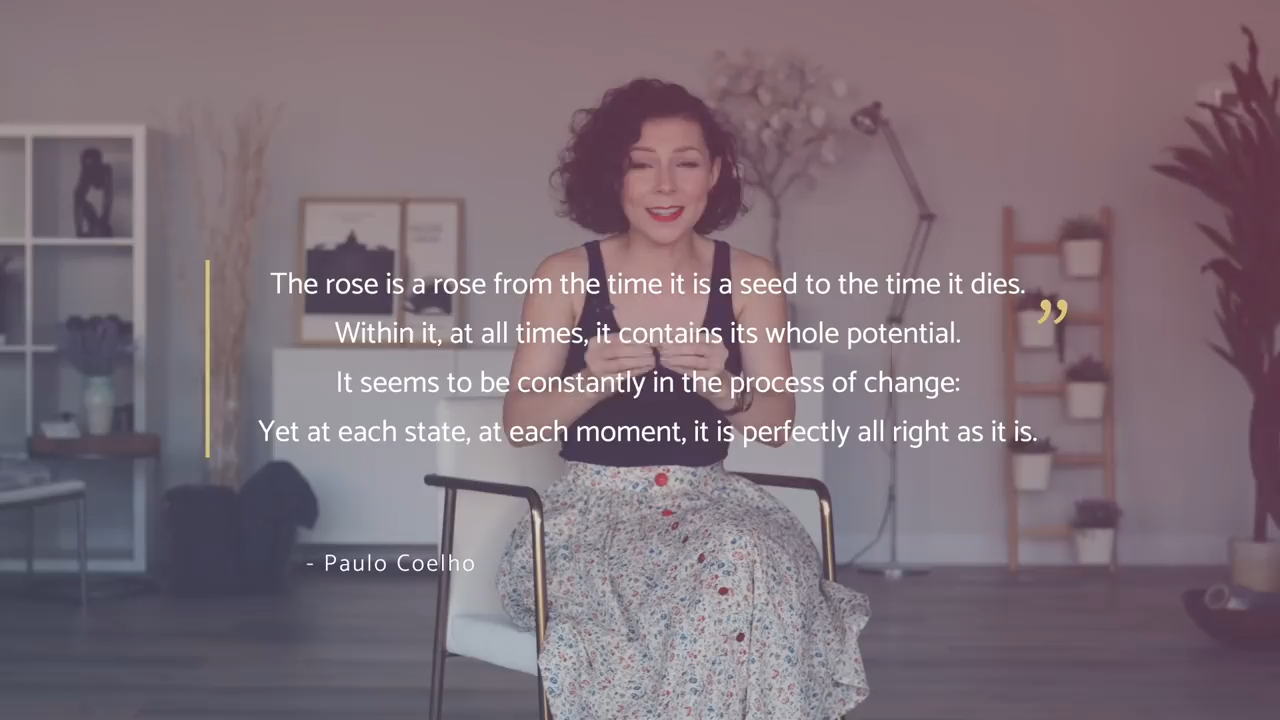 The rose is a rose from the time it is a seed to the time it dies.
Within it, at all times, it contains its whole potential.
It seems to be constantly in the process of change:
Yet at each state, at each moment, it is perfectly all right as it is.
”
- Paulo Coelho